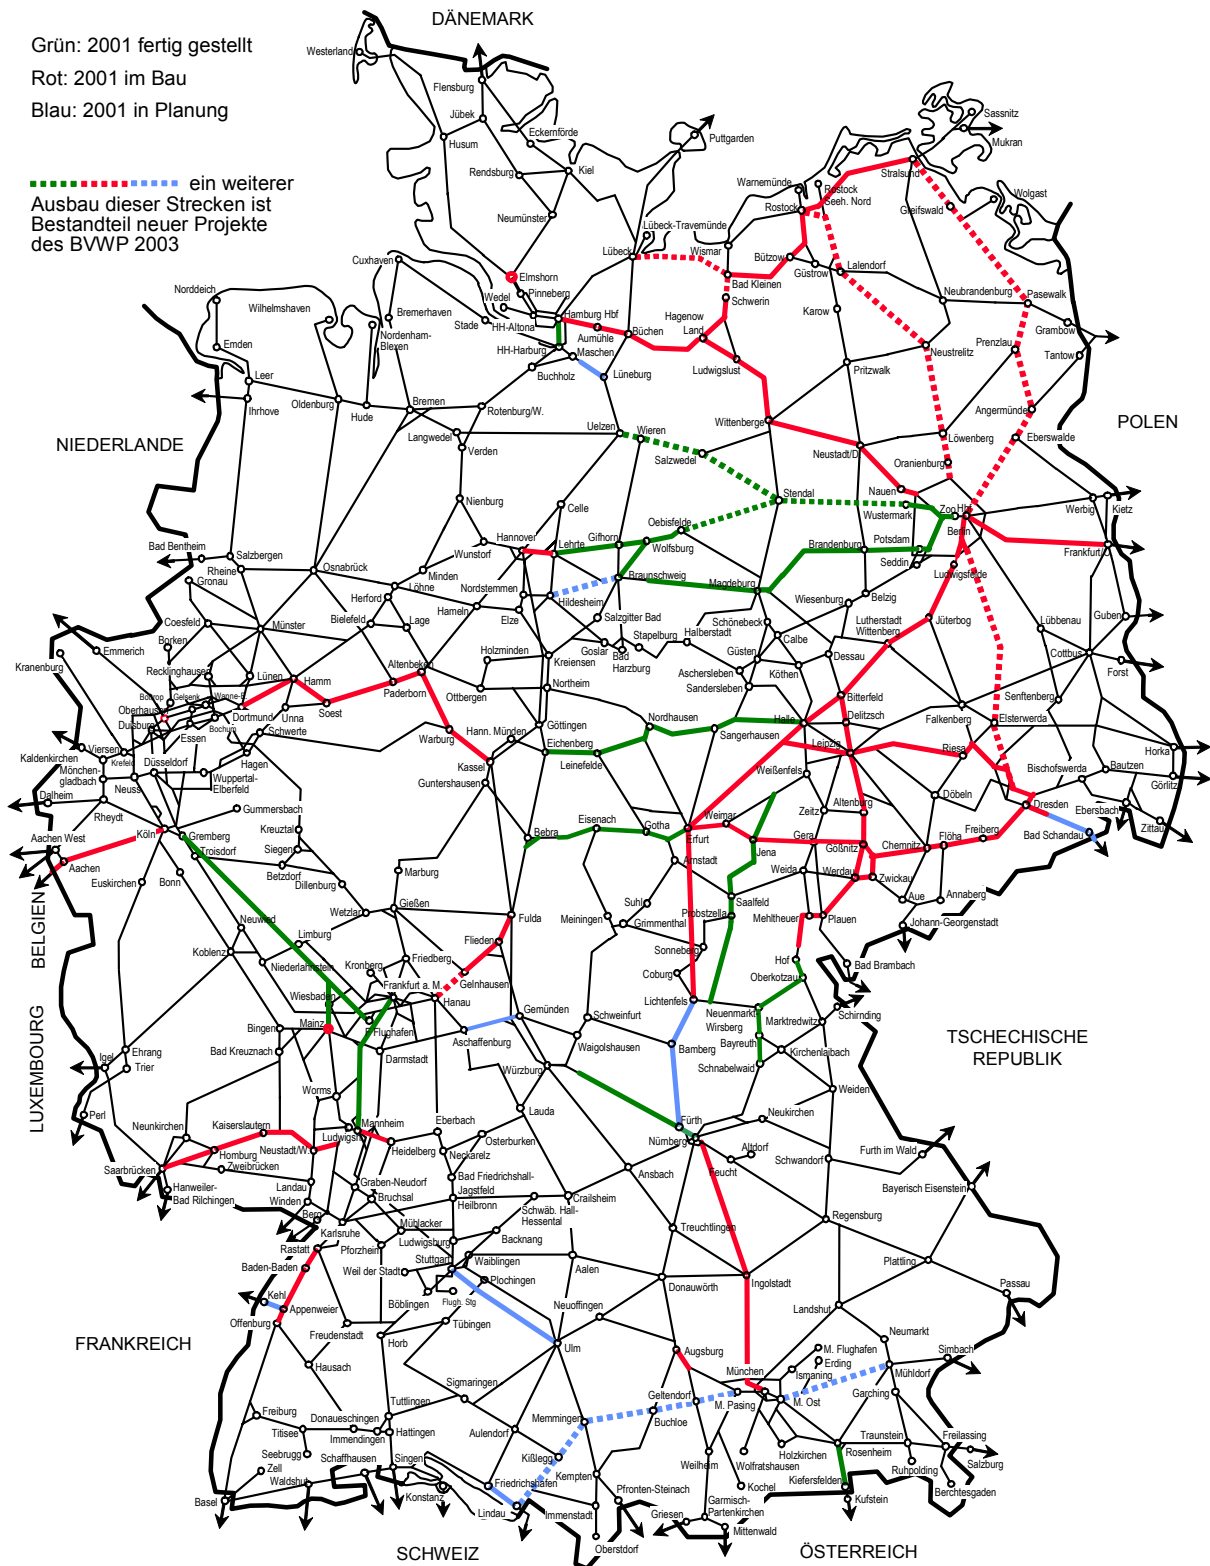 DÄNEMARK
Grün: 2001 fertig gestellt
Rot: 2001 im Bau
Blau: 2001 in Planung
ein weiterer
Ausbau dieser Strecken ist
Bestandteil neuer Projekte
des BVWP 2003
Westerland
Flensburg
Jübek
Husum
Eckernförde
Rendsburg
Kiel
Neumünster
Puttgarden
Sassnitz
Mukran
Stralsund
Warnemünde
Rostock
Seeh. Nord
Rostock
Greifswald
Wolgast
Lübeck-Travemünde
Lübeck
Wismar
Bützow
Güstrow
Lalendorf
Bad Kleinen
Schwerin
Cuxhaven
Elmshorn
Pinneberg
Wedel
Hamburg Hbf
HH-Altona
Stade
Aumühle
Büchen
Hagenow
Land
Karow
Neubrandenburg
Pasewalk
Grambow
Norddeich
Wilhelmshaven
Bremerhaven
Nordenham-
Blexen
Emden
HH-Harburg
Maschen
Buchholz
Lüneburg
Ludwigslust
Neustrelitz
Prenzlau
Tantow
Pritzwalk
Leer
Ihrhove
Oldenburg
Hude
Bremen
Rotenburg/W.
Langwedel
Verden
Uelzen
Wieren
Salzwedel
Wittenberge
Neustadt/D.
Löwenberg
Angermünde
Eberswalde
NIEDERLANDE
POLEN
Oranienburg
Nauen
Stendal
Wustermark
Zoo
Hbf
Berlin
Werbig
Kietz
Nienburg
Celle
Oebisfelde
Hannover
Lehrte
Gifhorn
Wolfsburg
Brandenburg
Potsdam
Seddin
Ludwigsfelde
Frankfurt/O.
Bad Bentheim
Salzbergen
Rheine
Gronau
Osnabrück
Wunstorf
Minden
Löhne
Nordstemmen
Braunschweig
Hildesheim
Magdeburg
Wiesenburg
Belzig
Herford
Hameln
Elze
Salzgitter Bad
Schönebeck
Calbe
Lutherstadt
Wittenberg
Jüterbog
Lübbenau
Guben
Coesfeld
Münster
Bielefeld
Lage
Stapelburg
Halberstadt
Cottbus
Borken
Goslar
Bad
Harzburg
Güsten
Dessau
Emmerich
Kranenburg
Recklinghausen
Lünen
Hamm
Altenbeken
Holzminden
Kreiensen
Aschersleben
Köthen
Forst
Bottrop
Gelsenk.
Wanne-E.
Paderborn
Ottbergen
Northeim
Sandersleben
Bitterfeld
Senftenberg
Oberhausen
Duisburg
Dortmund
Bochum
Essen
Unna
Soest
Schwerte
Warburg
Hann. Münden
Göttingen
Nordhausen
Sangerhausen
Halle
Delitzsch
Falkenberg
Elsterwerda
Kaldenkirchen
Viersen
Krefeld
Mönchen-
gladbach
Düsseldorf
Neuss
Hagen
Wuppertal-
Elberfeld
Kassel
Eichenberg
Leinefelde
Leipzig
Riesa
Horka
Bautzen
Bischofswerda
Görlitz
Dalheim
Rheydt
Gummersbach
Guntershausen
Weißenfels
Zeitz
Altenburg
Döbeln
Dresden
Ebersbach
Zittau
Aachen West
Aachen
Köln
Gremberg
Troisdorf
Kreuztal
Siegen
Betzdorf
Bebra
Eisenach
Gotha
Weimar
Erfurt
Jena
Gera
Gößnitz
Chemnitz
Flöha
Freiberg
Bad Schandau
Euskirchen
Bonn
Dillenburg
Marburg
Arnstadt
Weida
Werdau
Zwickau
Aue
Annaberg
BELGIEN
Neuwied
Wetzlar
Gießen
Fulda
Suhl
Saalfeld
Probstzella
Mehltheuer
Plauen
Johann-Georgenstadt
Koblenz
Limburg
Niederlahnstein
Friedberg
Kronberg
Flieden
Meiningen
Grimmenthal
Sonneberg
Hof
Oberkotzau
Bad Brambach
LUXEMBOURG
Wiesbaden
Frankfurt a. M.
Hanau
Gelnhausen
Coburg
Lichtenfels
Bingen
Mainz
F Flughafen
Gemünden
Schweinfurt
Neuenmarkt
Wirsberg
Marktredwitz
Schirnding
TSCHECHISCHE
REPUBLIK
Igel
Ehrang
Trier
Bad Kreuznach
Darmstadt
Aschaffenburg
Waigolshausen
Bamberg
Bayreuth
Kirchenlaibach
Würzburg
Schnabelwaid
Worms
Weiden
Perl
Neunkirchen
Kaiserslautern
Mannheim
Ludwigsh.
Eberbach
Lauda
Fürth
Neukirchen
Homburg
Neustadt/W.
Heidelberg
Neckarelz
Osterburken
Nürnberg
Altdorf
Furth im Wald
Saarbrücken
Zweibrücken
Feucht
Schwandorf
Hanweiler-
Bad Rilchingen
Landau
Graben-Neudorf
Bad Friedrichshall-
Jagstfeld
Ansbach
Bayerisch Eisenstein
Winden
Bruchsal
Heilbronn
Crailsheim
Berg
Karlsruhe
Mühlacker
Schwäb. Hall-
Hessental
Treuchtlingen
Regensburg
Rastatt
Pforzheim
Ludwigsburg
Backnang
Baden-Baden
Weil der Stadt
Stuttgart
Waiblingen
Aalen
Plattling
Kehl
Appenweier
Böblingen
Flugh. Stg
Plochingen
Donauwörth
Ingolstadt
Passau
Offenburg
Freudenstadt
Neuoffingen
Landshut
FRANKREICH
Tübingen
Horb
Ulm
Augsburg
M. Flughafen
Erding
Ismaning
Neumarkt
Simbach
Hausach
München
Mühldorf
Sigmaringen
Geltendorf
M. Pasing
M. Ost
Garching
Tuttlingen
Freiburg
Donaueschingen
Memmingen
Buchloe
Titisee
Immendingen
Hattingen
Aulendorf
Holzkirchen
Rosenheim
Traunstein
Freilassing
Seebrugg
Schaffhausen
Singen
Kißlegg
Weilheim
Wolfratshausen
Salzburg
Zell
Waldshut
Friedrichshafen
Kempten
Kochel
Kiefersfelden
Ruhpolding
Berchtesgaden
Basel
Konstanz
Lindau
Immenstadt
Pfronten-Steinach
Griesen
Garmisch-
Partenkirchen
Kufstein
Mittenwald
Oberstdorf
SCHWEIZ
ÖSTERREICH